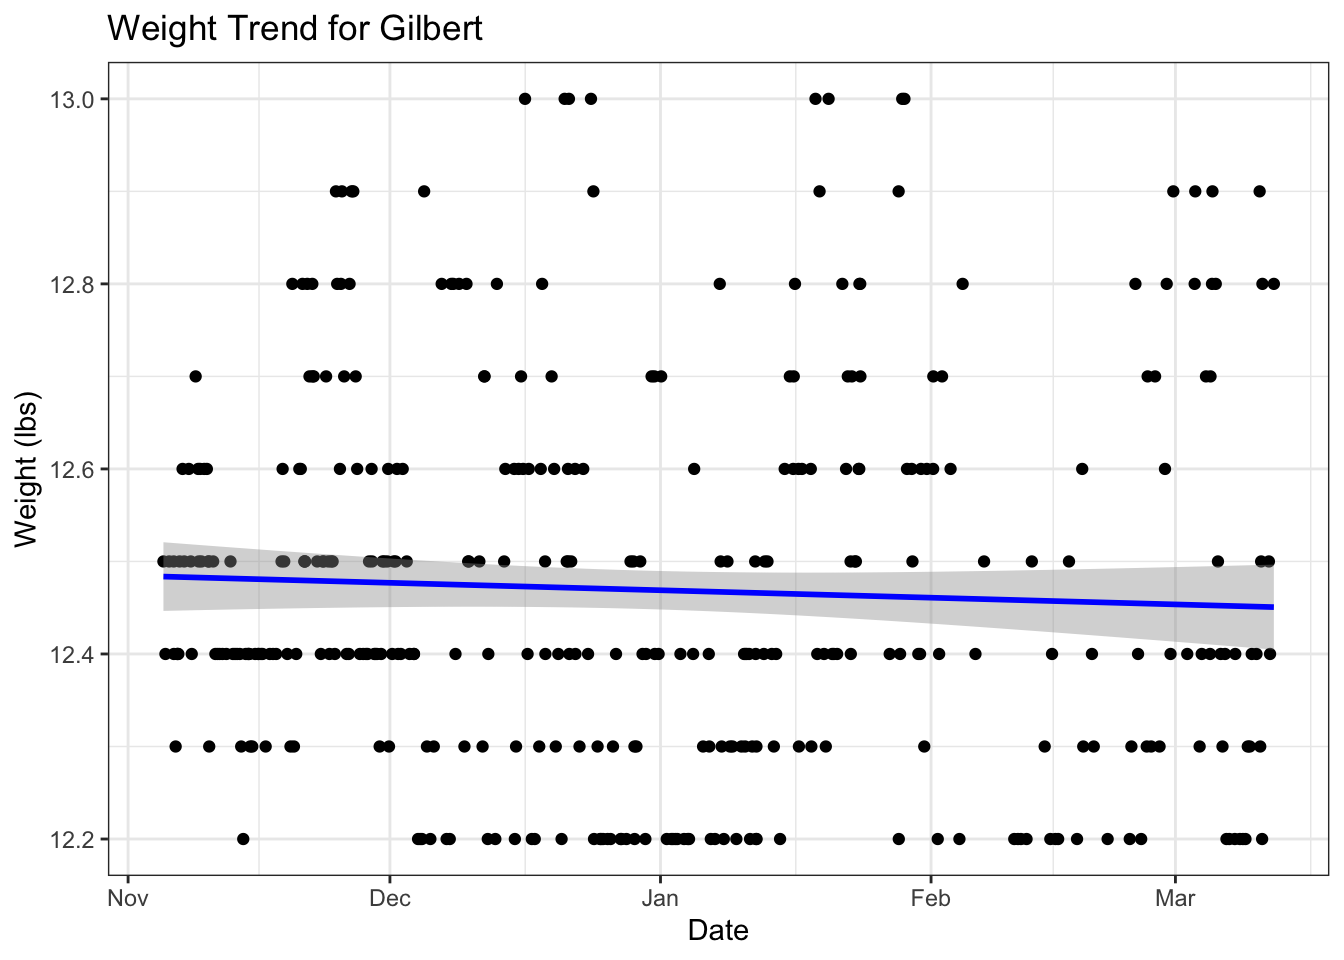 Weight Trend for Gilbert
13.0
12.8
12.6
12.4
12.2
Weight (lbs)
Nov Dec Jan Feb Mar
Date